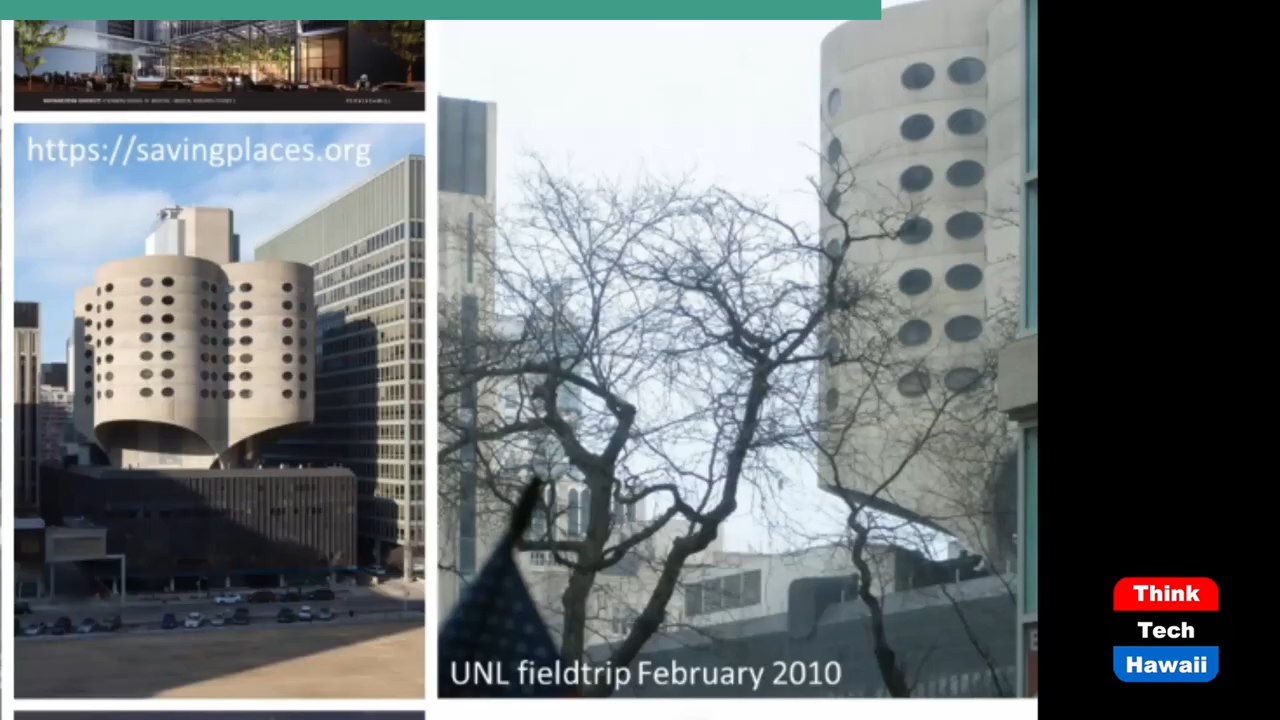 https://savingplaces.org
UNL fieldtrip February 2010
Think
Tech
Hawaii